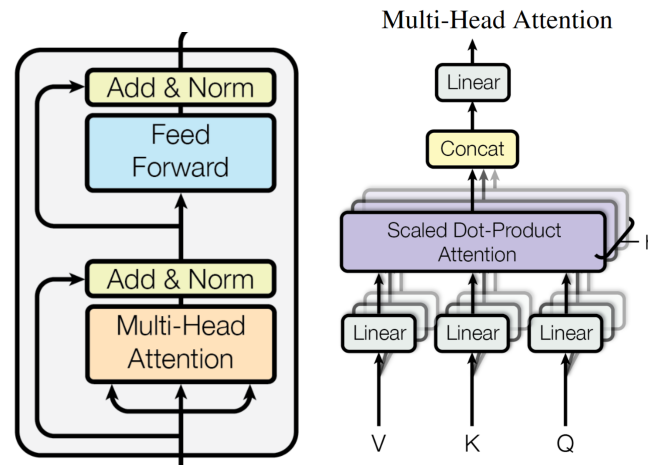 Add & Norm
Feed
Forward
Add & Norm
Multi-Head
Attention
Multi-Head Attention
Linear
Concat
Scaled Dot-Product
Attention
Linear
Linear
Linear
V
K
Q